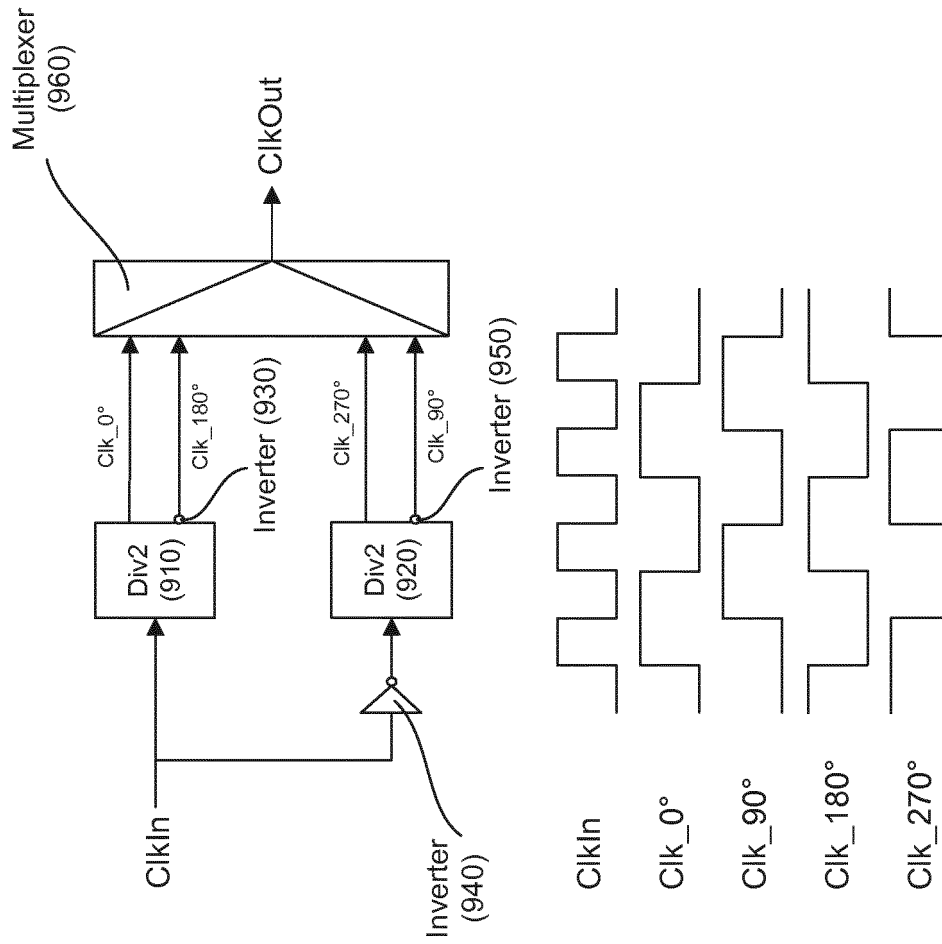 Multiplexer
(960)
ClkIn
Div2
(910)
Clk_0°
Clk_180°
Inverter (930)
ClkOut
Inverter
(940)
Div2
(920)
Clk_270°
Clk_90°
Inverter (950)
ClkIn
Clk_0°
Clk_90°
Clk_180°
Clk_270°